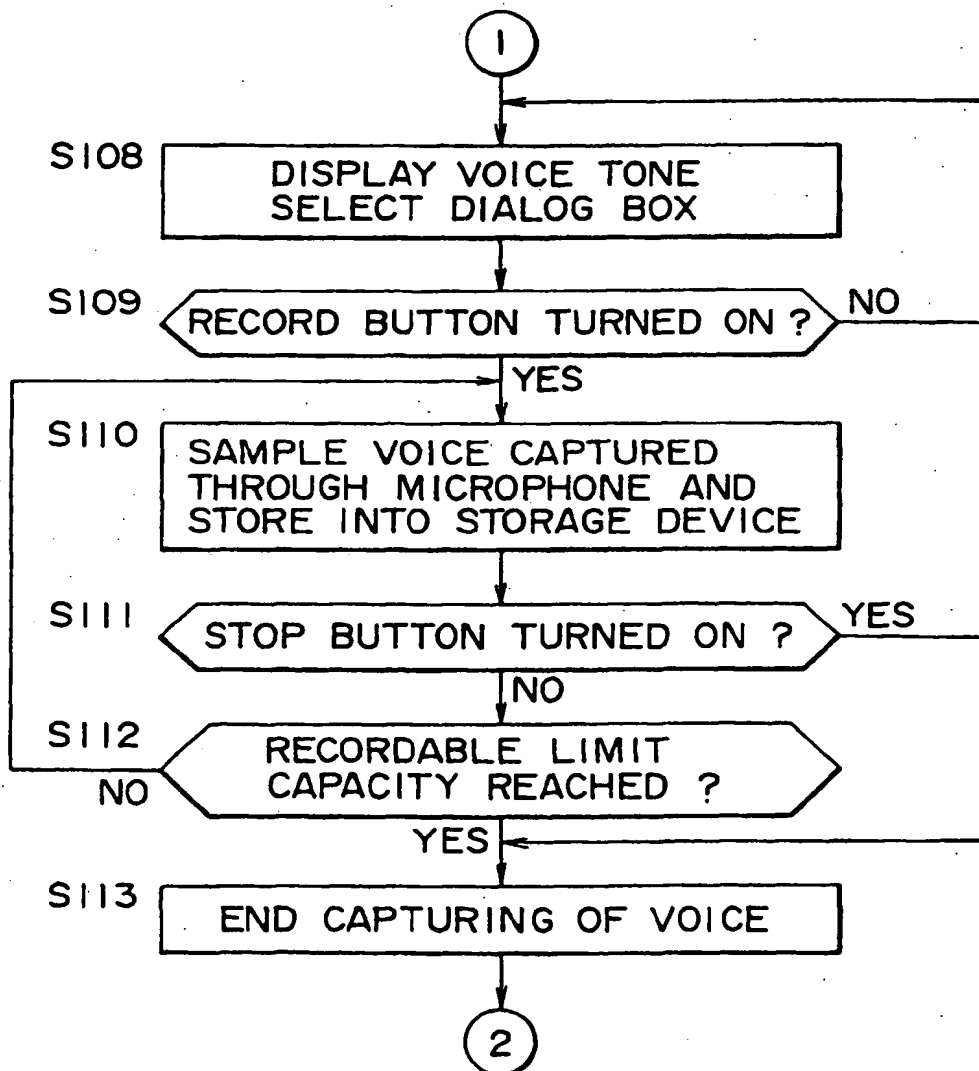 1
S108
DISPLAY VOICE TONE
SELECT DIALOG BOX
S109
RECORD BUTTON TURNED ON ?
NO
YES
S110
SAMPLE VOICE CAPTURED
THROUGH MICROPHONE AND
STORE INTO STORAGE DEVICE
S111
STOP BUTTON TURNED ON ?
YES
NO
S112
RECORDABLE LIMIT
CAPACITY REACHED ?
NO
YES
S113
END CAPTURING OF VOICE
2